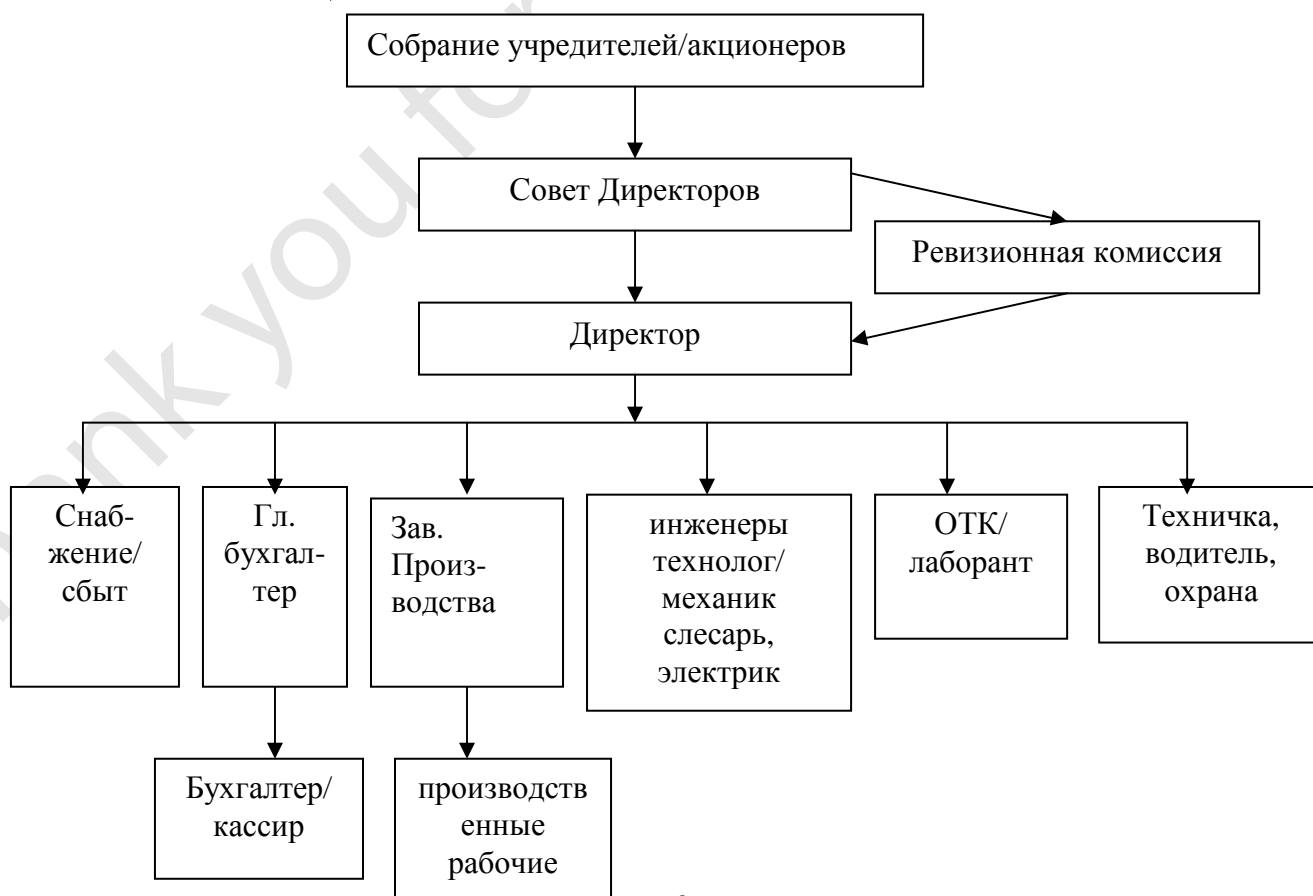 Собрание учредителей/акционеров
Совет Директоров
Ревизионная комиссия
Директор
Снаб-
жение/
сбыт
Гл.
бухгал-
тер
Зав.
Произ-
водства
инженеры
технолог/
механик
слесарь,
электрик
ОТК/
лаборант
Техничка,
водитель,
охрана
Бухгалтер/
кассир
производств
енные
рабочие
you